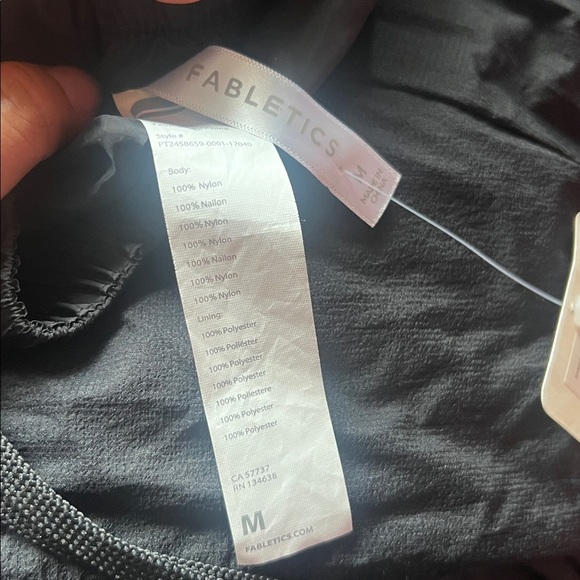 FABLETICS
M
MADE IN
CHINA
Style #
PT2458659-0001-17040
Body:
100% Nylon
100% Nailon
100% Nylon
100% Nylon
100% Nailon
100% Nylon
100% Nylon
Lining:
100% Polyester
100% Poliéster
100% Polyester
100% Polyester
100% Poliestere
100% Polyester
100% Polyester
CA 57737
RN 134638
M
FABLETICS.COM